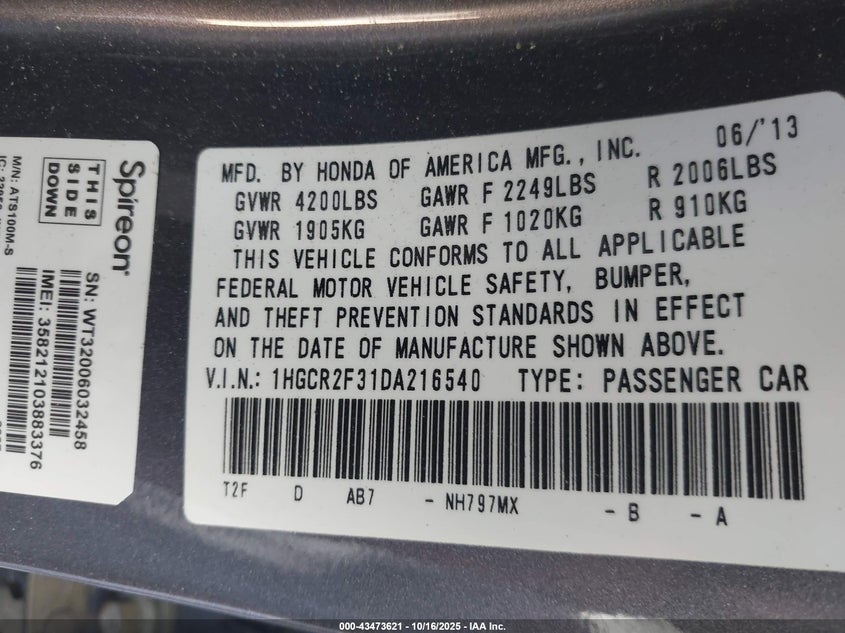 MFD. BY HONDA OF AMERICA MFG., INC. 06/'13
GVWR 4200LBS GAWR F 2249LBS R 2006LBS
GVWR 1905KG GAWR F 1020KG R 910KG
THIS VEHICLE CONFORMS TO ALL APPLICABLE
FEDERAL MOTOR VEHICLE SAFETY, BUMPER,
AND THEFT PREVENTION STANDARDS IN EFFECT
ON THE DATE OF MANUFACTURE SHOWN ABOVE.
V.I.N.: 1HGCR2F31DA216540 TYPE: PASSENGER CAR
T2F D AB7 - NH797MX - B - A
Spireon
THIS
SIDE
DOWN
M/N: ATS100M-S
SN: WT32006032458
IMEI: 358212103883376
000-43473621 - 10/16/2025 - IAA Inc.